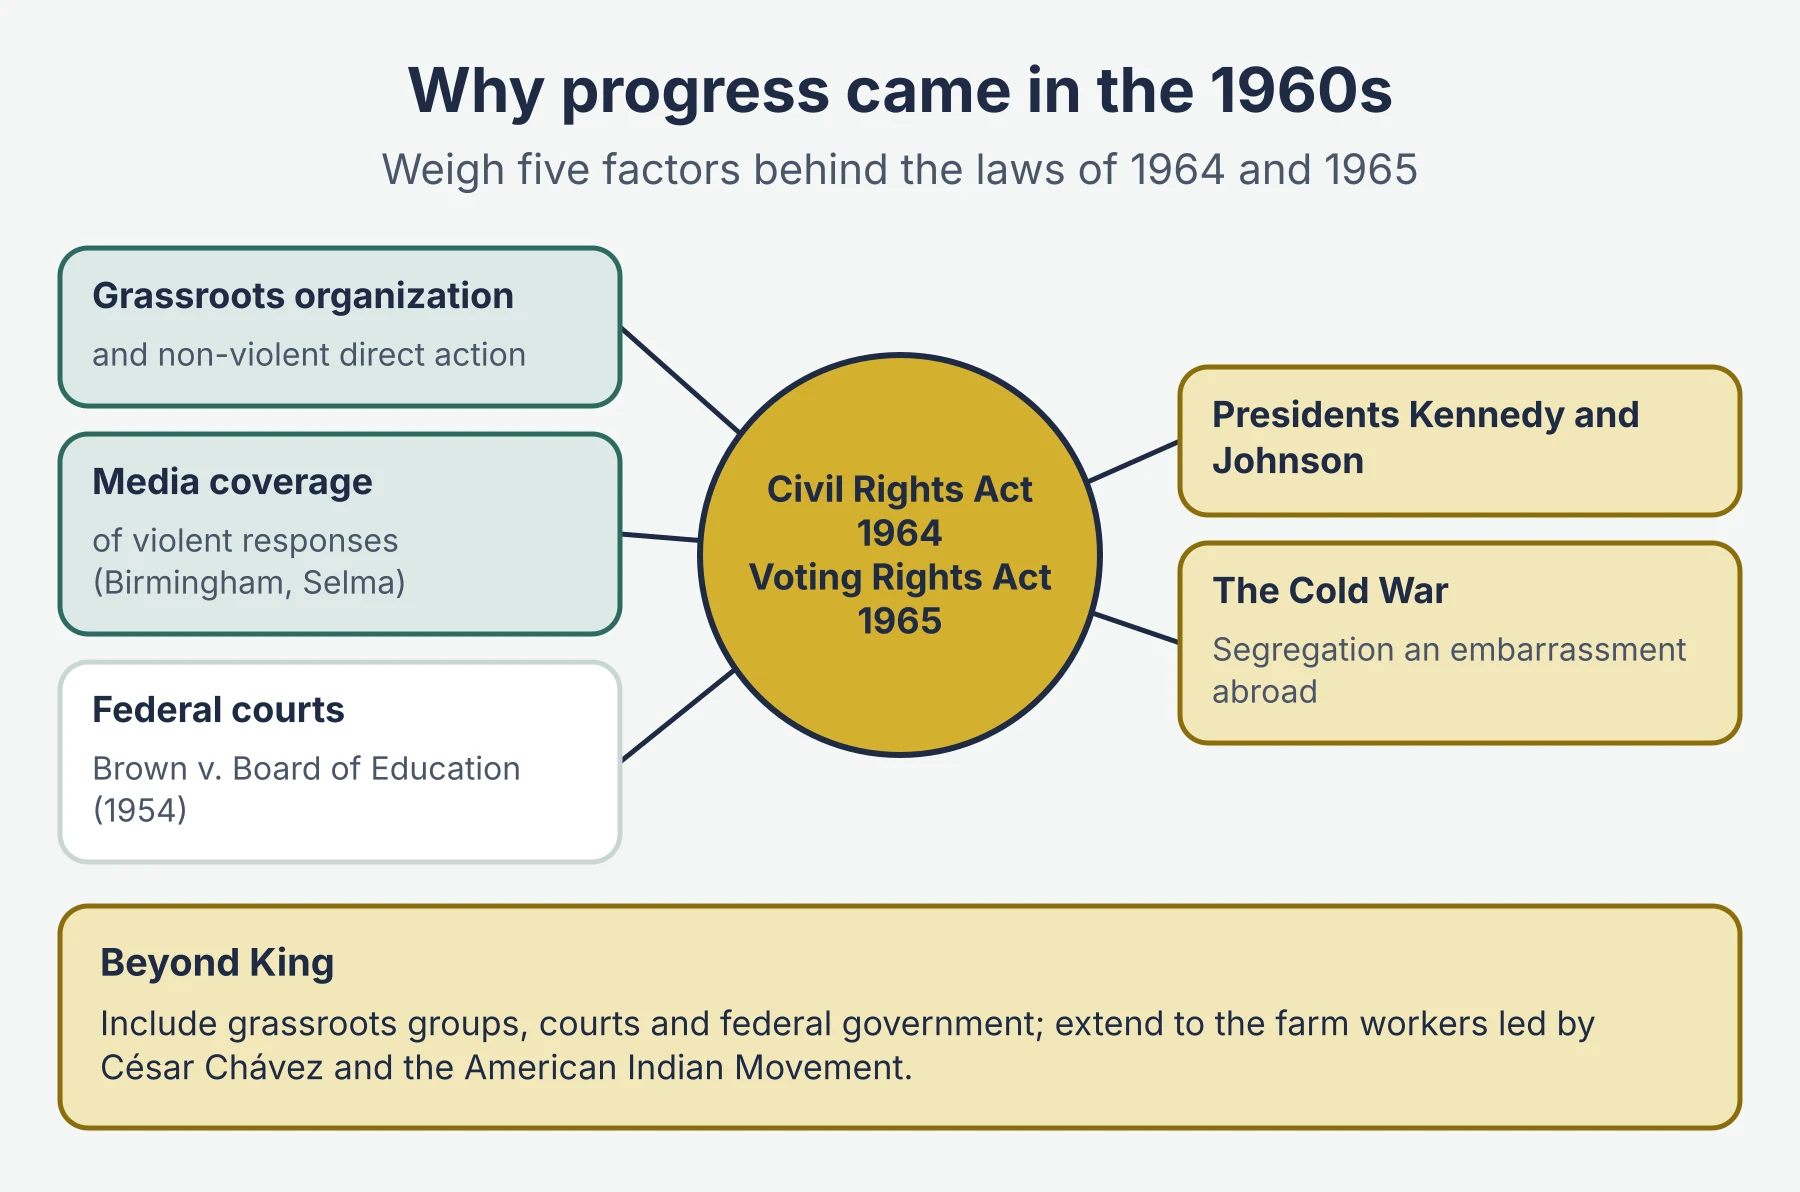 Why progress came in the 1960s
Weigh five factors behind the laws of 1964 and 1965
Grassroots organization
and non-violent direct action
Media coverage
of violent responses
(Birmingham, Selma)
Federal courts
Brown v. Board of Education
(1954)
Civil Rights Act
1964
Voting Rights Act
1965
Presidents Kennedy and
Johnson
The Cold War
Segregation an embarrassment
abroad
Beyond King
Include grassroots groups, courts and federal government; extend to the farm workers led by
César Chávez and the American Indian Movement.